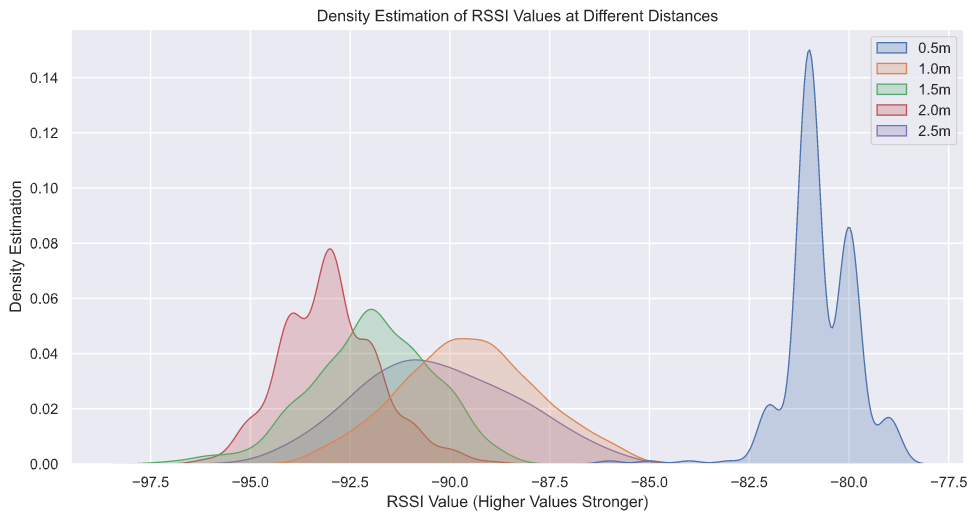 Density Estimation of RSSI Values at Different Distances
0.5m
1.0m
1.5m
2.0m
2.5m
Density Estimation
0.14
0.12
0.10
0.08
0.06
0.04
0.02
0.00
−97.5 −95.0 −92.5 −90.0 −87.5 −85.0 −82.5 −80.0 −77.5
RSSI Value (Higher Values Stronger)